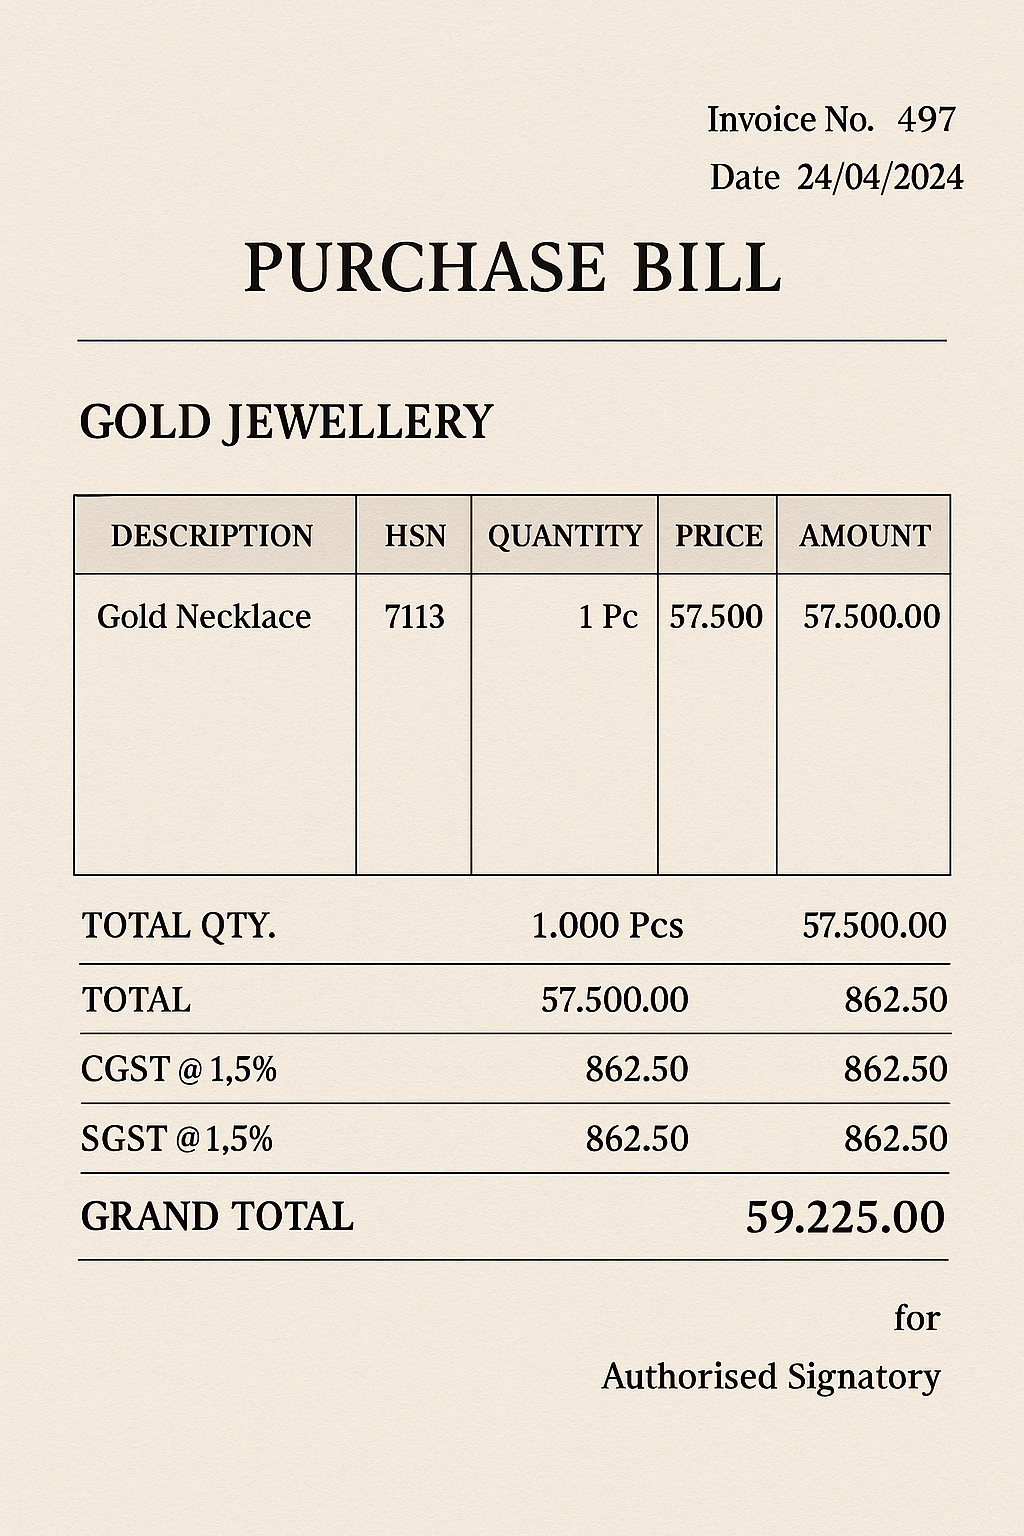 Invoice No. 497
Date 24/04/2024
PURCHASE BILL
GOLD JEWELLERY
DESCRIPTION HSN QUANTITY PRICE AMOUNT
Gold Necklace 7113 1 Pc 57.500 57.500.00
TOTAL QTY. 1.000 Pcs 57.500.00
TOTAL 57.500.00 862.50
CGST @ 1,5% 862.50 862.50
SGST @ 1,5% 862.50 862.50
GRAND TOTAL 59.225.00
for
Authorised Signatory